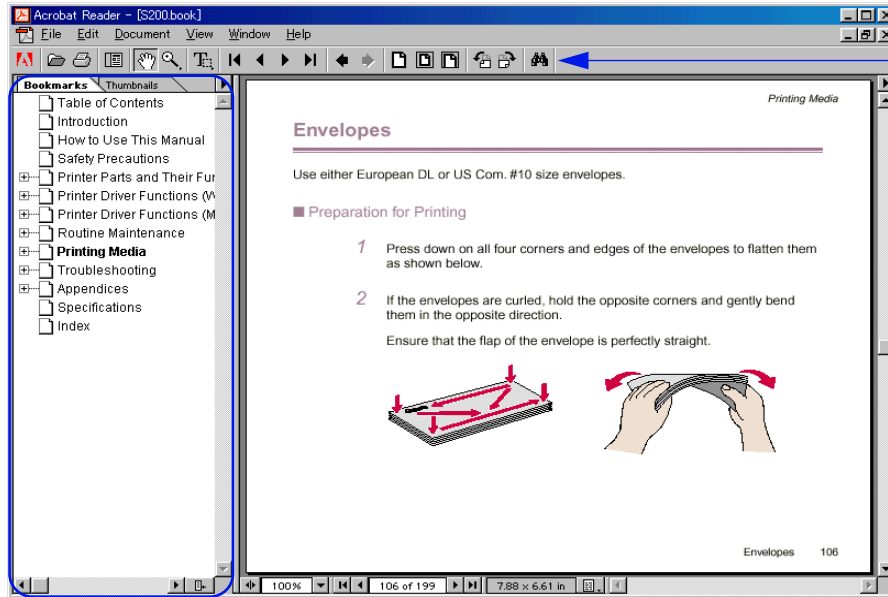 Acrobat Reader - [S200.book]
File Edit Document View Window Help
Bookmarks Thumbnails
Table of Contents
Introduction
How to Use This Manual
Safety Precautions
Printer Parts and Their Fur
Printer Driver Functions (W
Printer Driver Functions (M
Routine Maintenance
Printing Media
Troubleshooting
Appendices
Specifications
Index
Printing Media
Envelopes
Use either European DL or US Com. #10 size envelopes.
Preparation for Printing
1 Press down on all four corners and edges of the envelopes to flatten them
as shown below.
2 If the envelopes are curled, hold the opposite corners and gently bend
them in the opposite direction.
Ensure that the flap of the envelope is perfectly straight.
Envelopes 106
100% 106 of 199 7.88 x 6.61 in